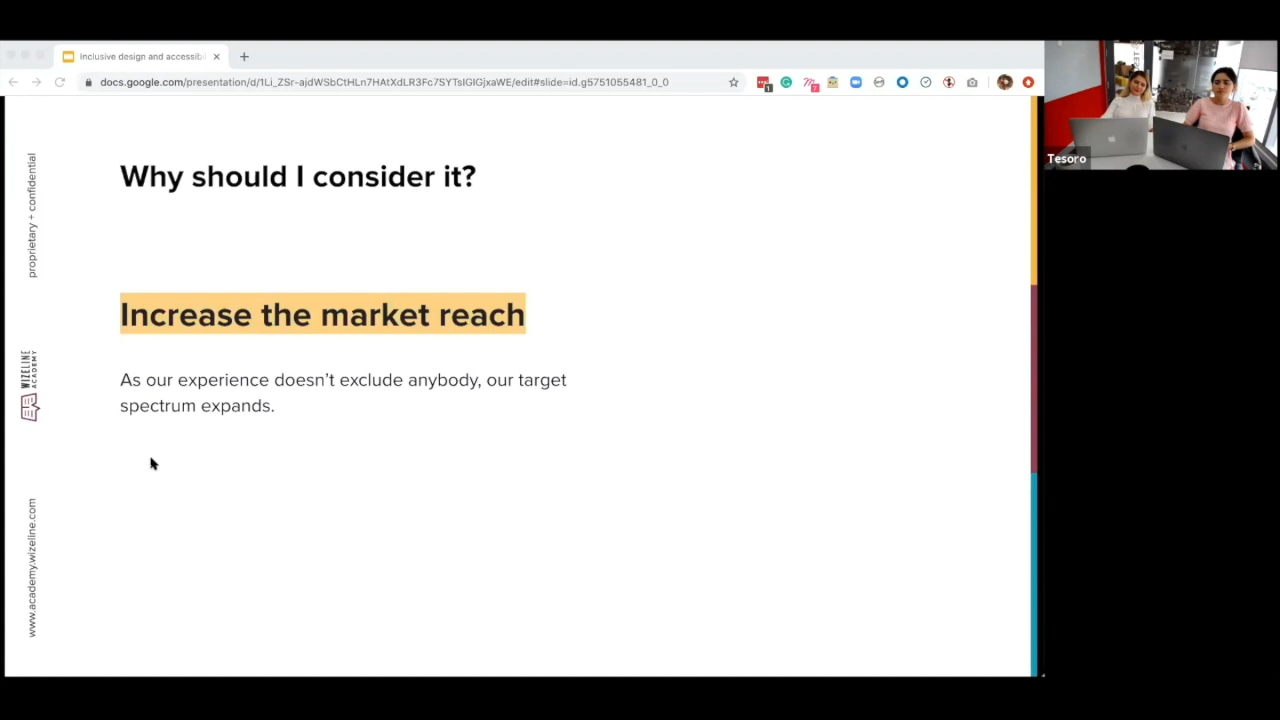 Inclusive design and accessib
docs.google.com/presentation/d/1Li_ZSr-ajdWSbCtHLn7HAtXdLR3Fc7SYTsIGIGjxaWE/edit#slide=id.g5751055481_0_0
1
7
Tesoro
proprietary + confidential
WIZELINE
ACADEMY
www.academy.wizeline.com
Why should I consider it?
Increase the market reach
As our experience doesn't exclude anybody, our target
spectrum expands.